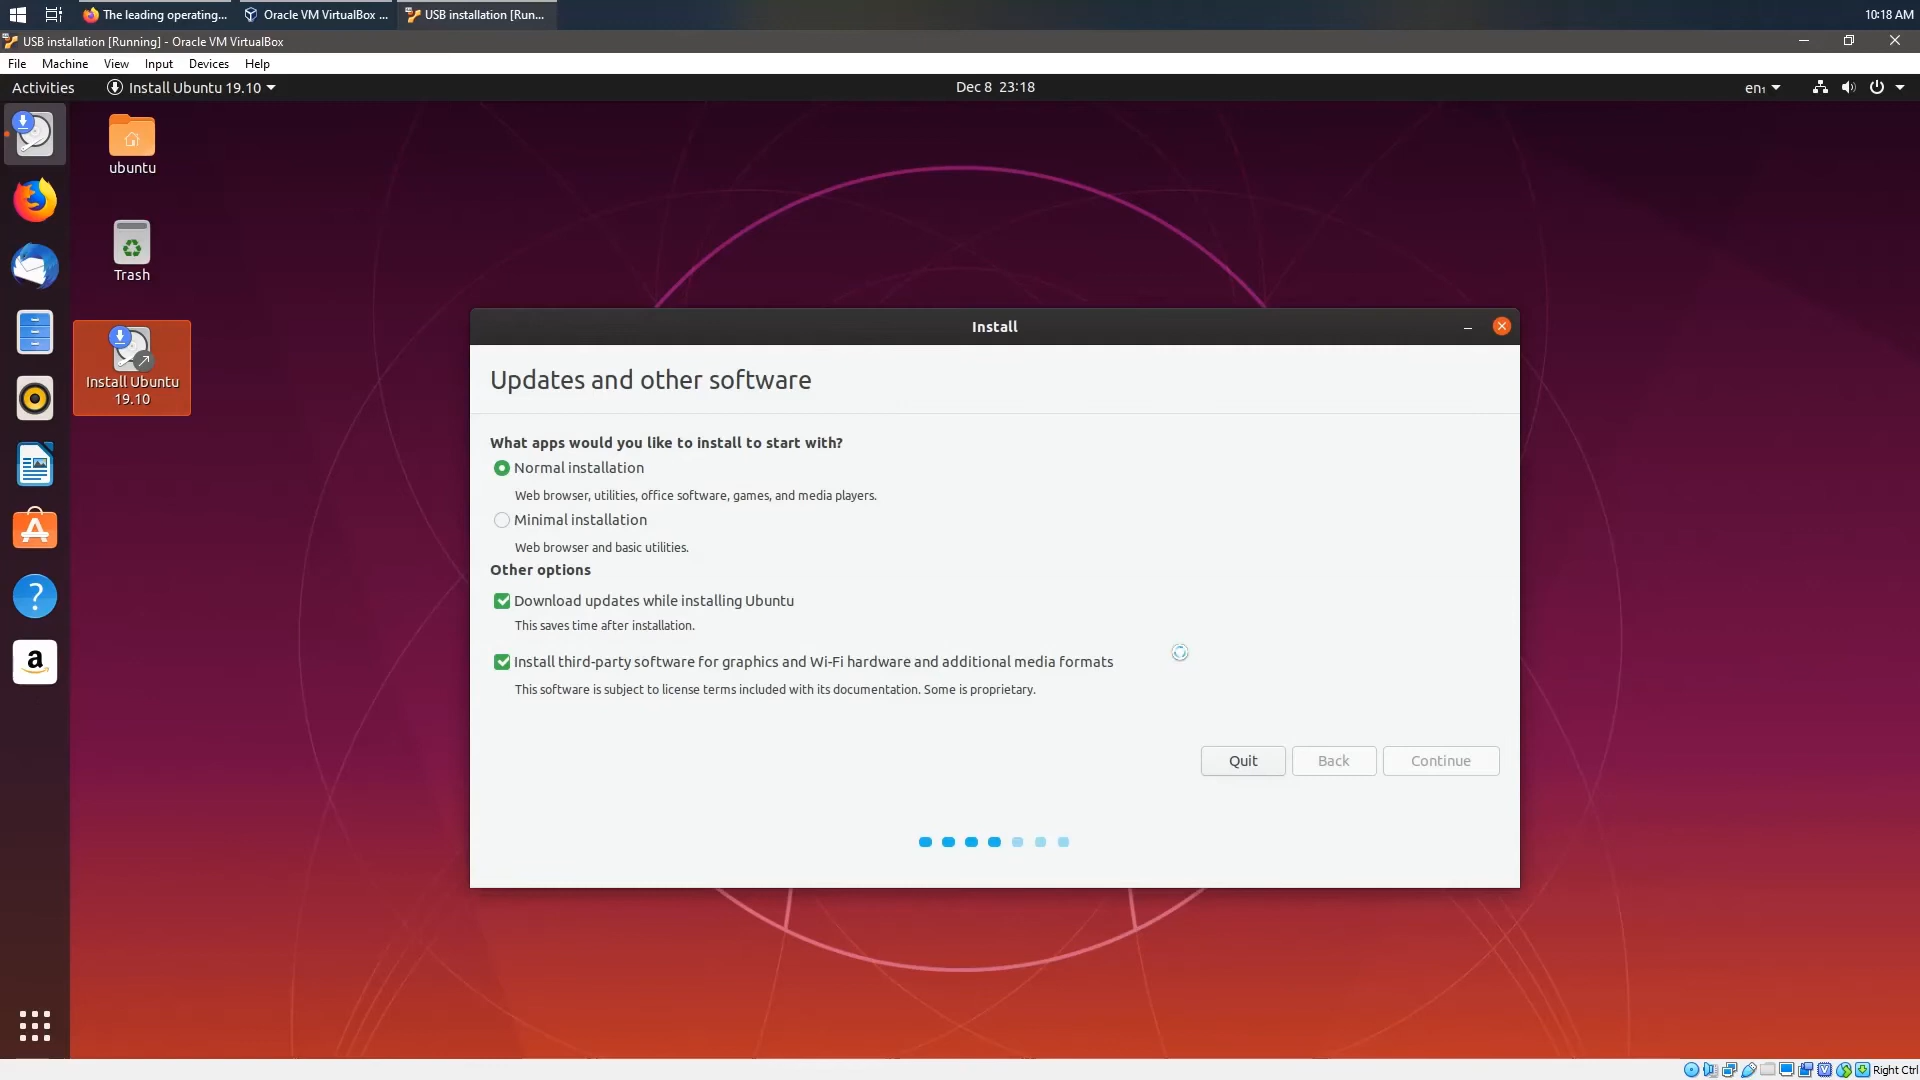 The leading operating...
Oracle VM VirtualBox ...
USB installation [Run...
10:18 AM
USB installation [Running] - Oracle VM VirtualBox
File Machine View Input Devices Help
Activities
Install Ubuntu 19.10
Dec 8 23:18
en₁
ubuntu
Trash
Install Ubuntu
19.10
Install
Updates and other software
What apps would you like to install to start with?
Normal installation
Web browser, utilities, office software, games, and media players.
Minimal installation
Web browser and basic utilities.
Other options
Download updates while installing Ubuntu
This saves time after installation.
Install third-party software for graphics and Wi-Fi hardware and additional media formats
This software is subject to license terms included with its documentation. Some is proprietary.
Quit
Back
Continue
Right Ctrl